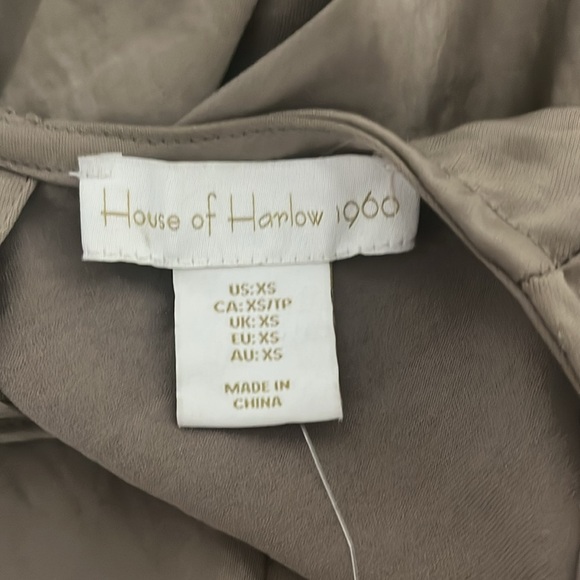 House of Harlow 1960
US: XS
CA: XS/TP
UK: XS
EU: XS
AU: XS
MADE IN
CHINA